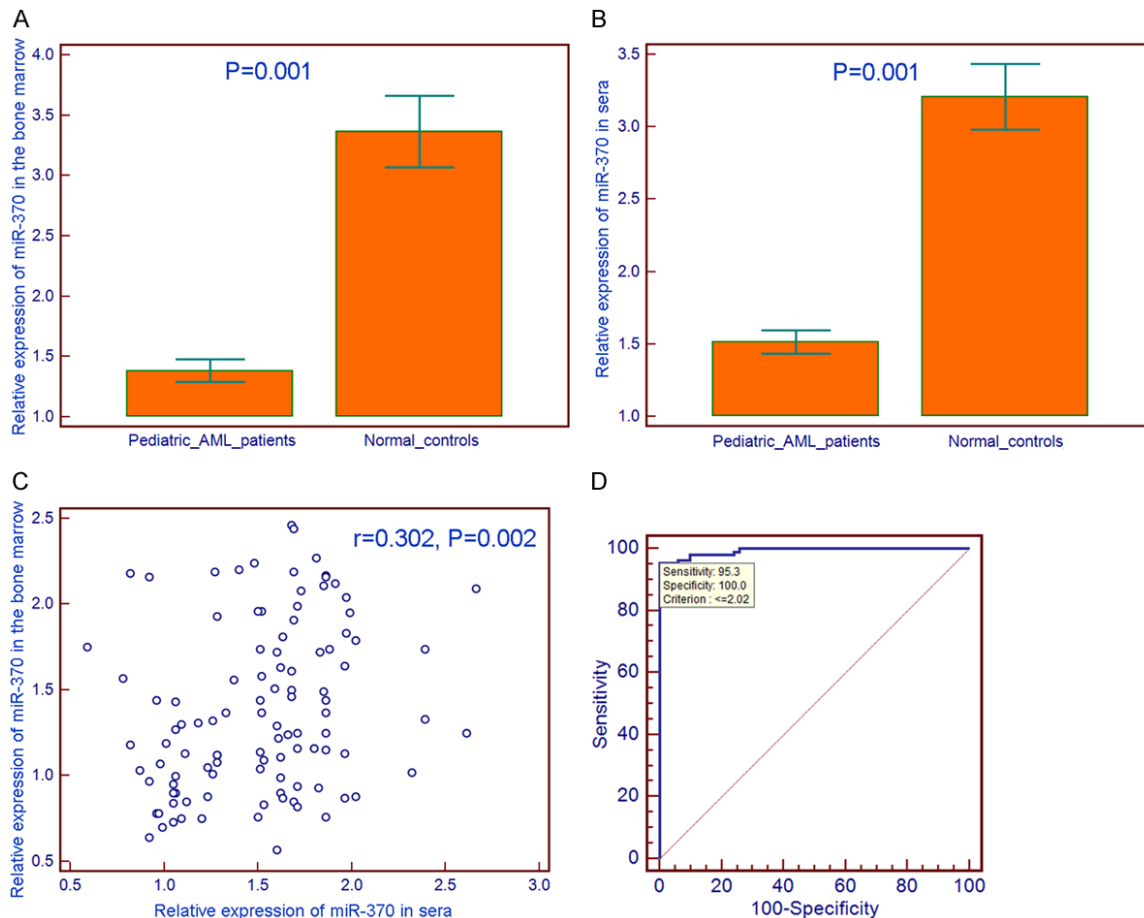 A
Relative expression of miR-370 in the bone marrow
4.0
3.5
3.0
2.5
2.0
1.5
1.0
P=0.001
Pediatric_AML_patients
Normal_controls
B
Relative expression of miR-370 in sera
3.5
3.0
2.5
2.0
1.5
1.0
P=0.001
Pediatric_AML_patients
Normal_controls
C
Relative expression of miR-370 in the bone marrow
2.5
2.0
1.5
1.0
0.5
r=0.302, P=0.002
0.5 1.0 1.5 2.0 2.5 3.0
Relative expression of miR-370 in sera
D
Sensitivity
100
80
60
40
20
0
Sensitivity: 95.3
Specificity: 100.0
Criterion : <=2.02
0 20 40 60 80 100
100-Specificity